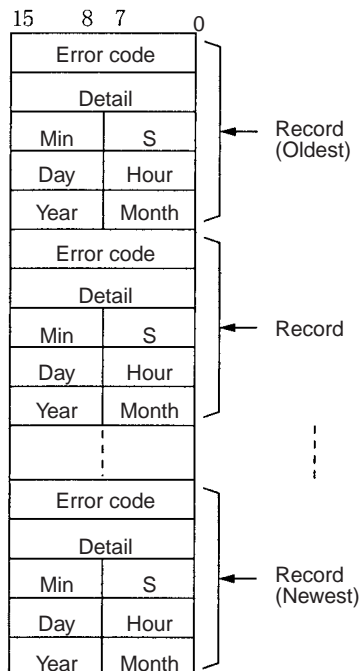 15 8 7 0
Error code
Detail
Min S
Day Hour
Year Month
Record
(Oldest)
Error code
Detail
Min S
Day Hour
Year Month
Record
Error code
Detail
Min S
Day Hour
Year Month
Record
(Newest)